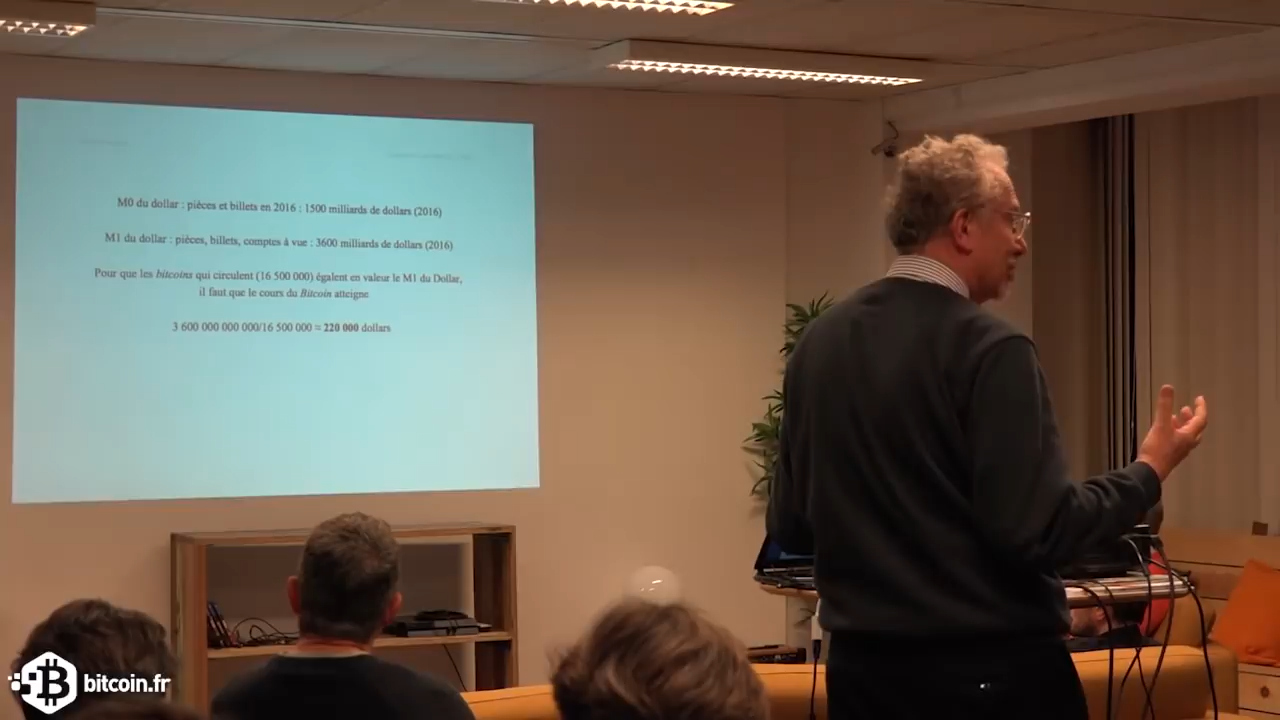 M0 du dollar : pièces et billets en 2016 : 1500 milliards de dollars (2016)
M1 du dollar : pièces, billets, comptes à vue : 3600 milliards de dollars (2016)
Pour que les bitcoins qui circulent (16 500 000) égalent en valeur le M1 du Dollar,
il faut que le cours du Bitcoin atteigne
3 600 000 000 000/16 500 000 ≈ 220 000 dollars
bitcoin.fr